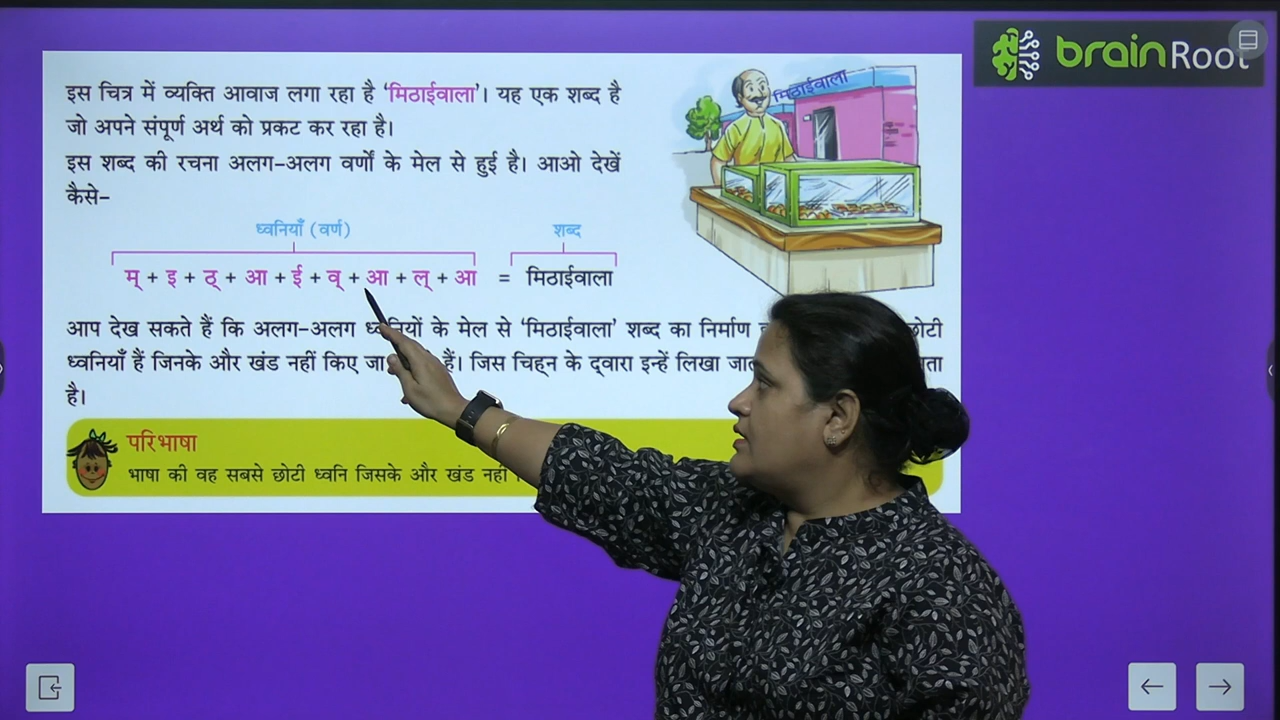 brainRoot
इस चित्र में व्यक्ति आवाज लगा रहा है ‘मिठाईवाला’। यह एक शब्द है
जो अपने संपूर्ण अर्थ को प्रकट कर रहा है।
इस शब्द की रचना अलग-अलग वर्णों के मेल से हुई है। आओ देखें
कैसे-
मिठाईवाला
ध्वनियाँ (वर्ण) शब्द
म् + इ + ठ् + आ + ई + व् + आ + ल् + आ = मिठाईवाला
आप देख सकते हैं कि अलग-अलग ध्वनियों के मेल से ‘मिठाईवाला’ शब्द का निर्माण छोटी
ध्वनियाँ हैं जिनके और खंड नहीं किए जा हैं। जिस चिह्न के द्वारा इन्हें लिखा
है।
परिभाषा
भाषा की वह सबसे छोटी ध्वनि जिसके और खंड नहीं